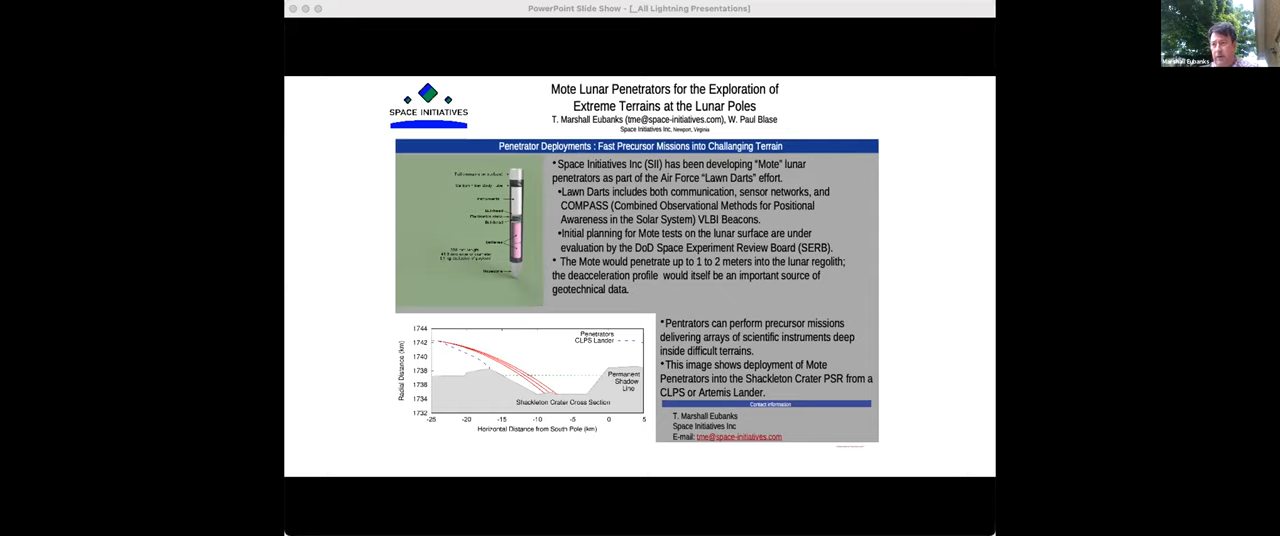 PowerPoint Slide Show - [_All Lightning Presentations]
Marshall Eubanks
SPACE INITIATIVES
Mote Lunar Penetrators for the Exploration of
Extreme Terrains at the Lunar Poles
T. Marshall Eubanks (tme@space-initiatives.com), W. Paul Blase
Space Initiatives Inc, Newport, Virginia
Penetrator Deployments : Fast Precursor Missions into Challanging Terrain
•Space Initiatives Inc (SII) has been developing "Mote" lunar
penetrators as part of the Air Force "Lawn Darts" effort.
•Lawn Darts includes both communication, sensor networks, and
COMPASS (Combined Observational Methods for Positional
Awareness in the Solar System) VLBI Beacons.
•Initial planning for Mote tests on the lunar surface are under
evaluation by the DoD Space Experiment Review Board (SERB).
• The Mote would penetrate up to 1 to 2 meters into the lunar regolith;
the deacceleration profile would itself be an important source of
geotechnical data.
Batteries
1744
1742
1740
1738
1736
1734
1732
Radial Distance (km)
Penetrators
CLPS Lander
Permanent
Shadow
Line
Shackleton Crater Cross Section
-25 -20 -15 -10 -5 0 5
Horizontal Distance from South Pole (km)
•Pentrators can perform precursor missions
delivering arrays of scientific instruments deep
inside difficult terrains.
•This image shows deployment of Mote
Penetrators into the Shackleton Crater PSR from a
CLPS or Artemis Lander.
Contact information
T. Marshall Eubanks
Space Initiatives Inc
E-mail: tme@space-initiatives.com